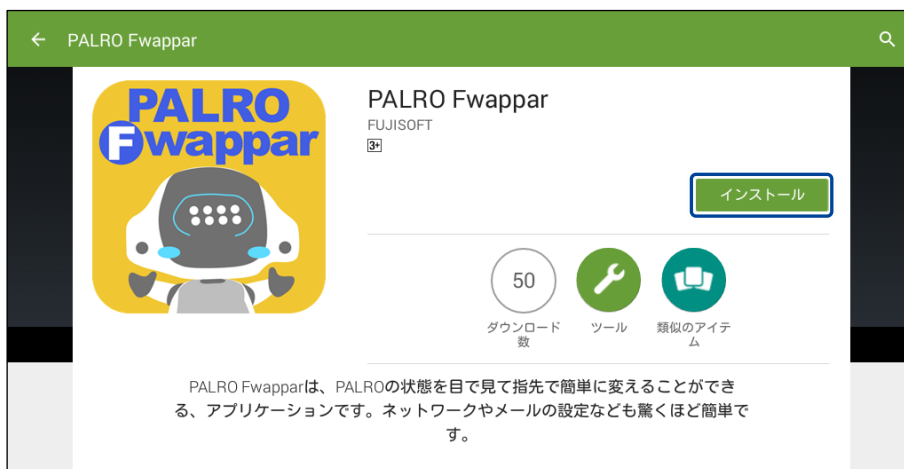 PALRO Fwappar
PALRO
Fwappar
PALRO Fwappar
FUJISOFT
3+
インストール
50
ダウンロード
数
ツール
類似のアイテ
ム
PALRO Fwapparは、PALROの状態を目で見て指先で簡単に変えることができ
る、アプリケーションです。ネットワークやメールの設定なども驚くほど簡単で
す。